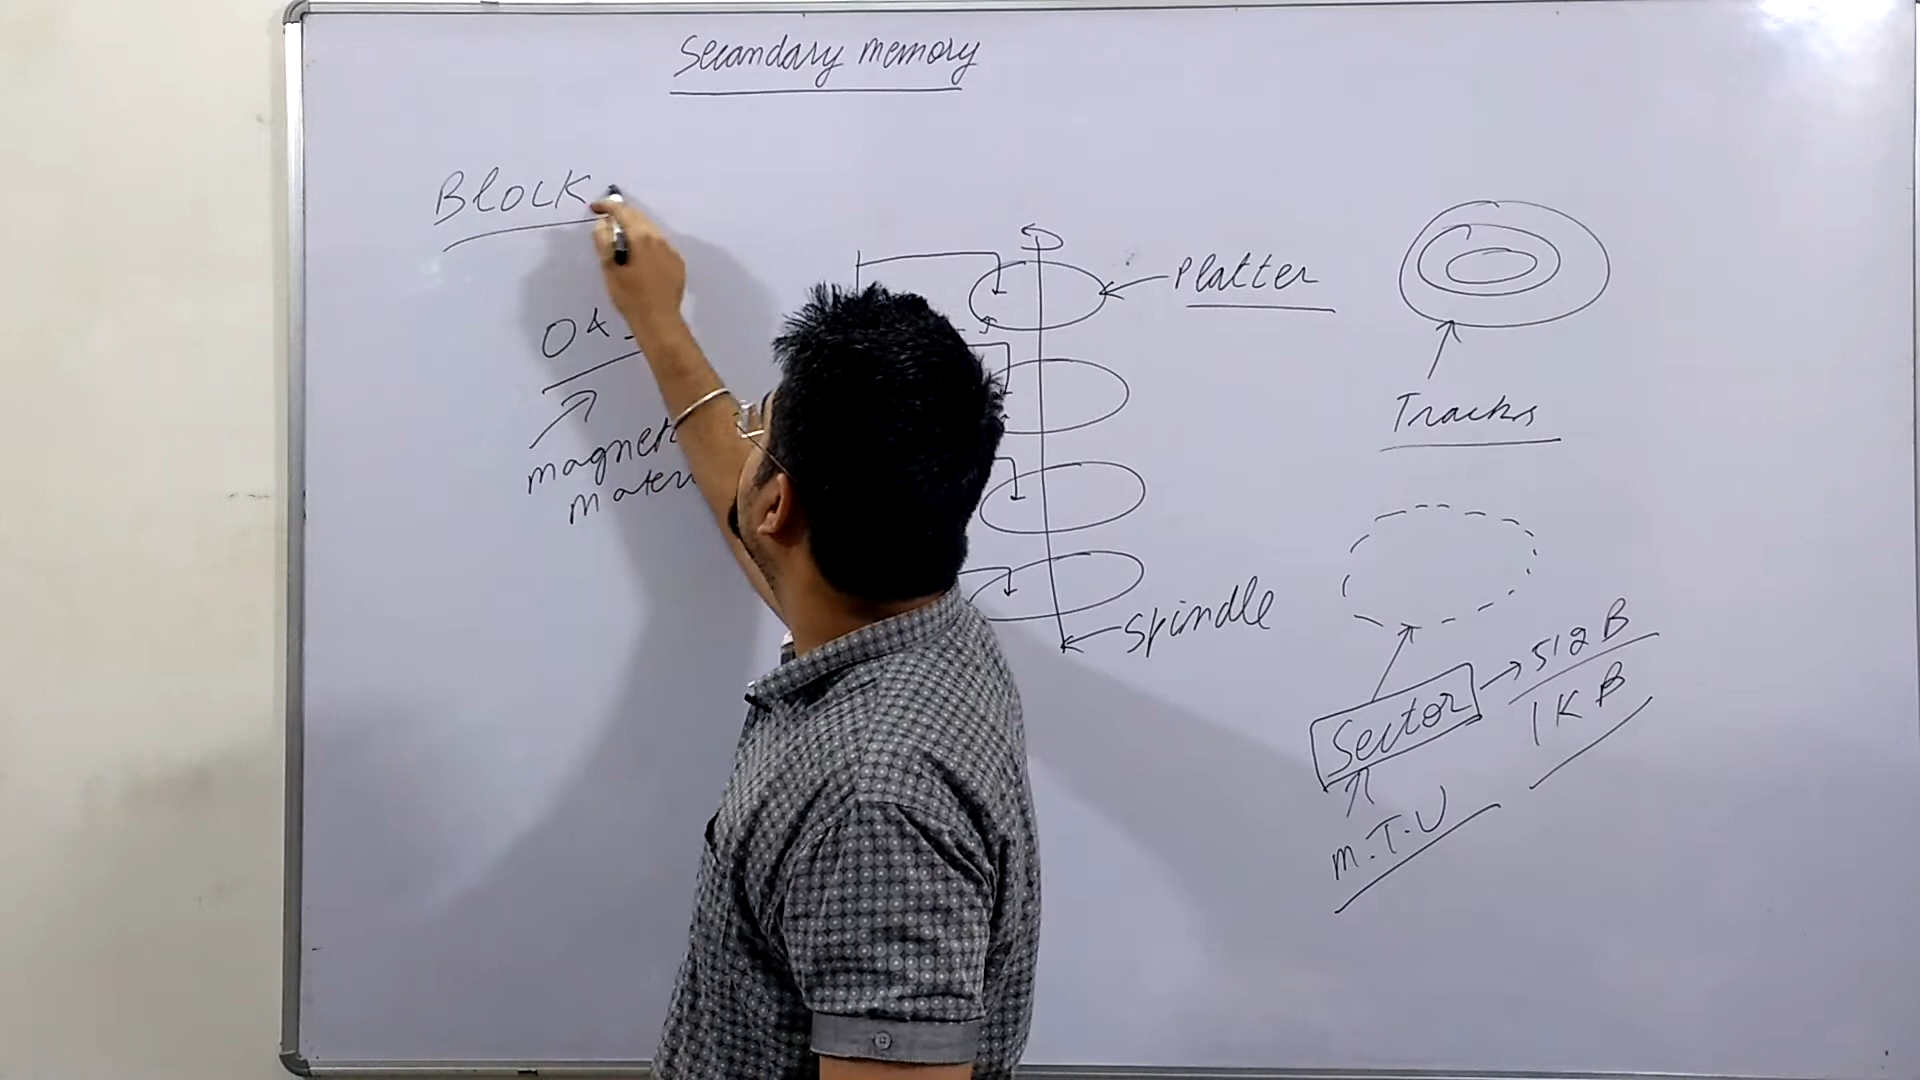 Secondary memory
Block
Platter
Tracks
Spindle
Sector
512 B
1 KB
M.T.U